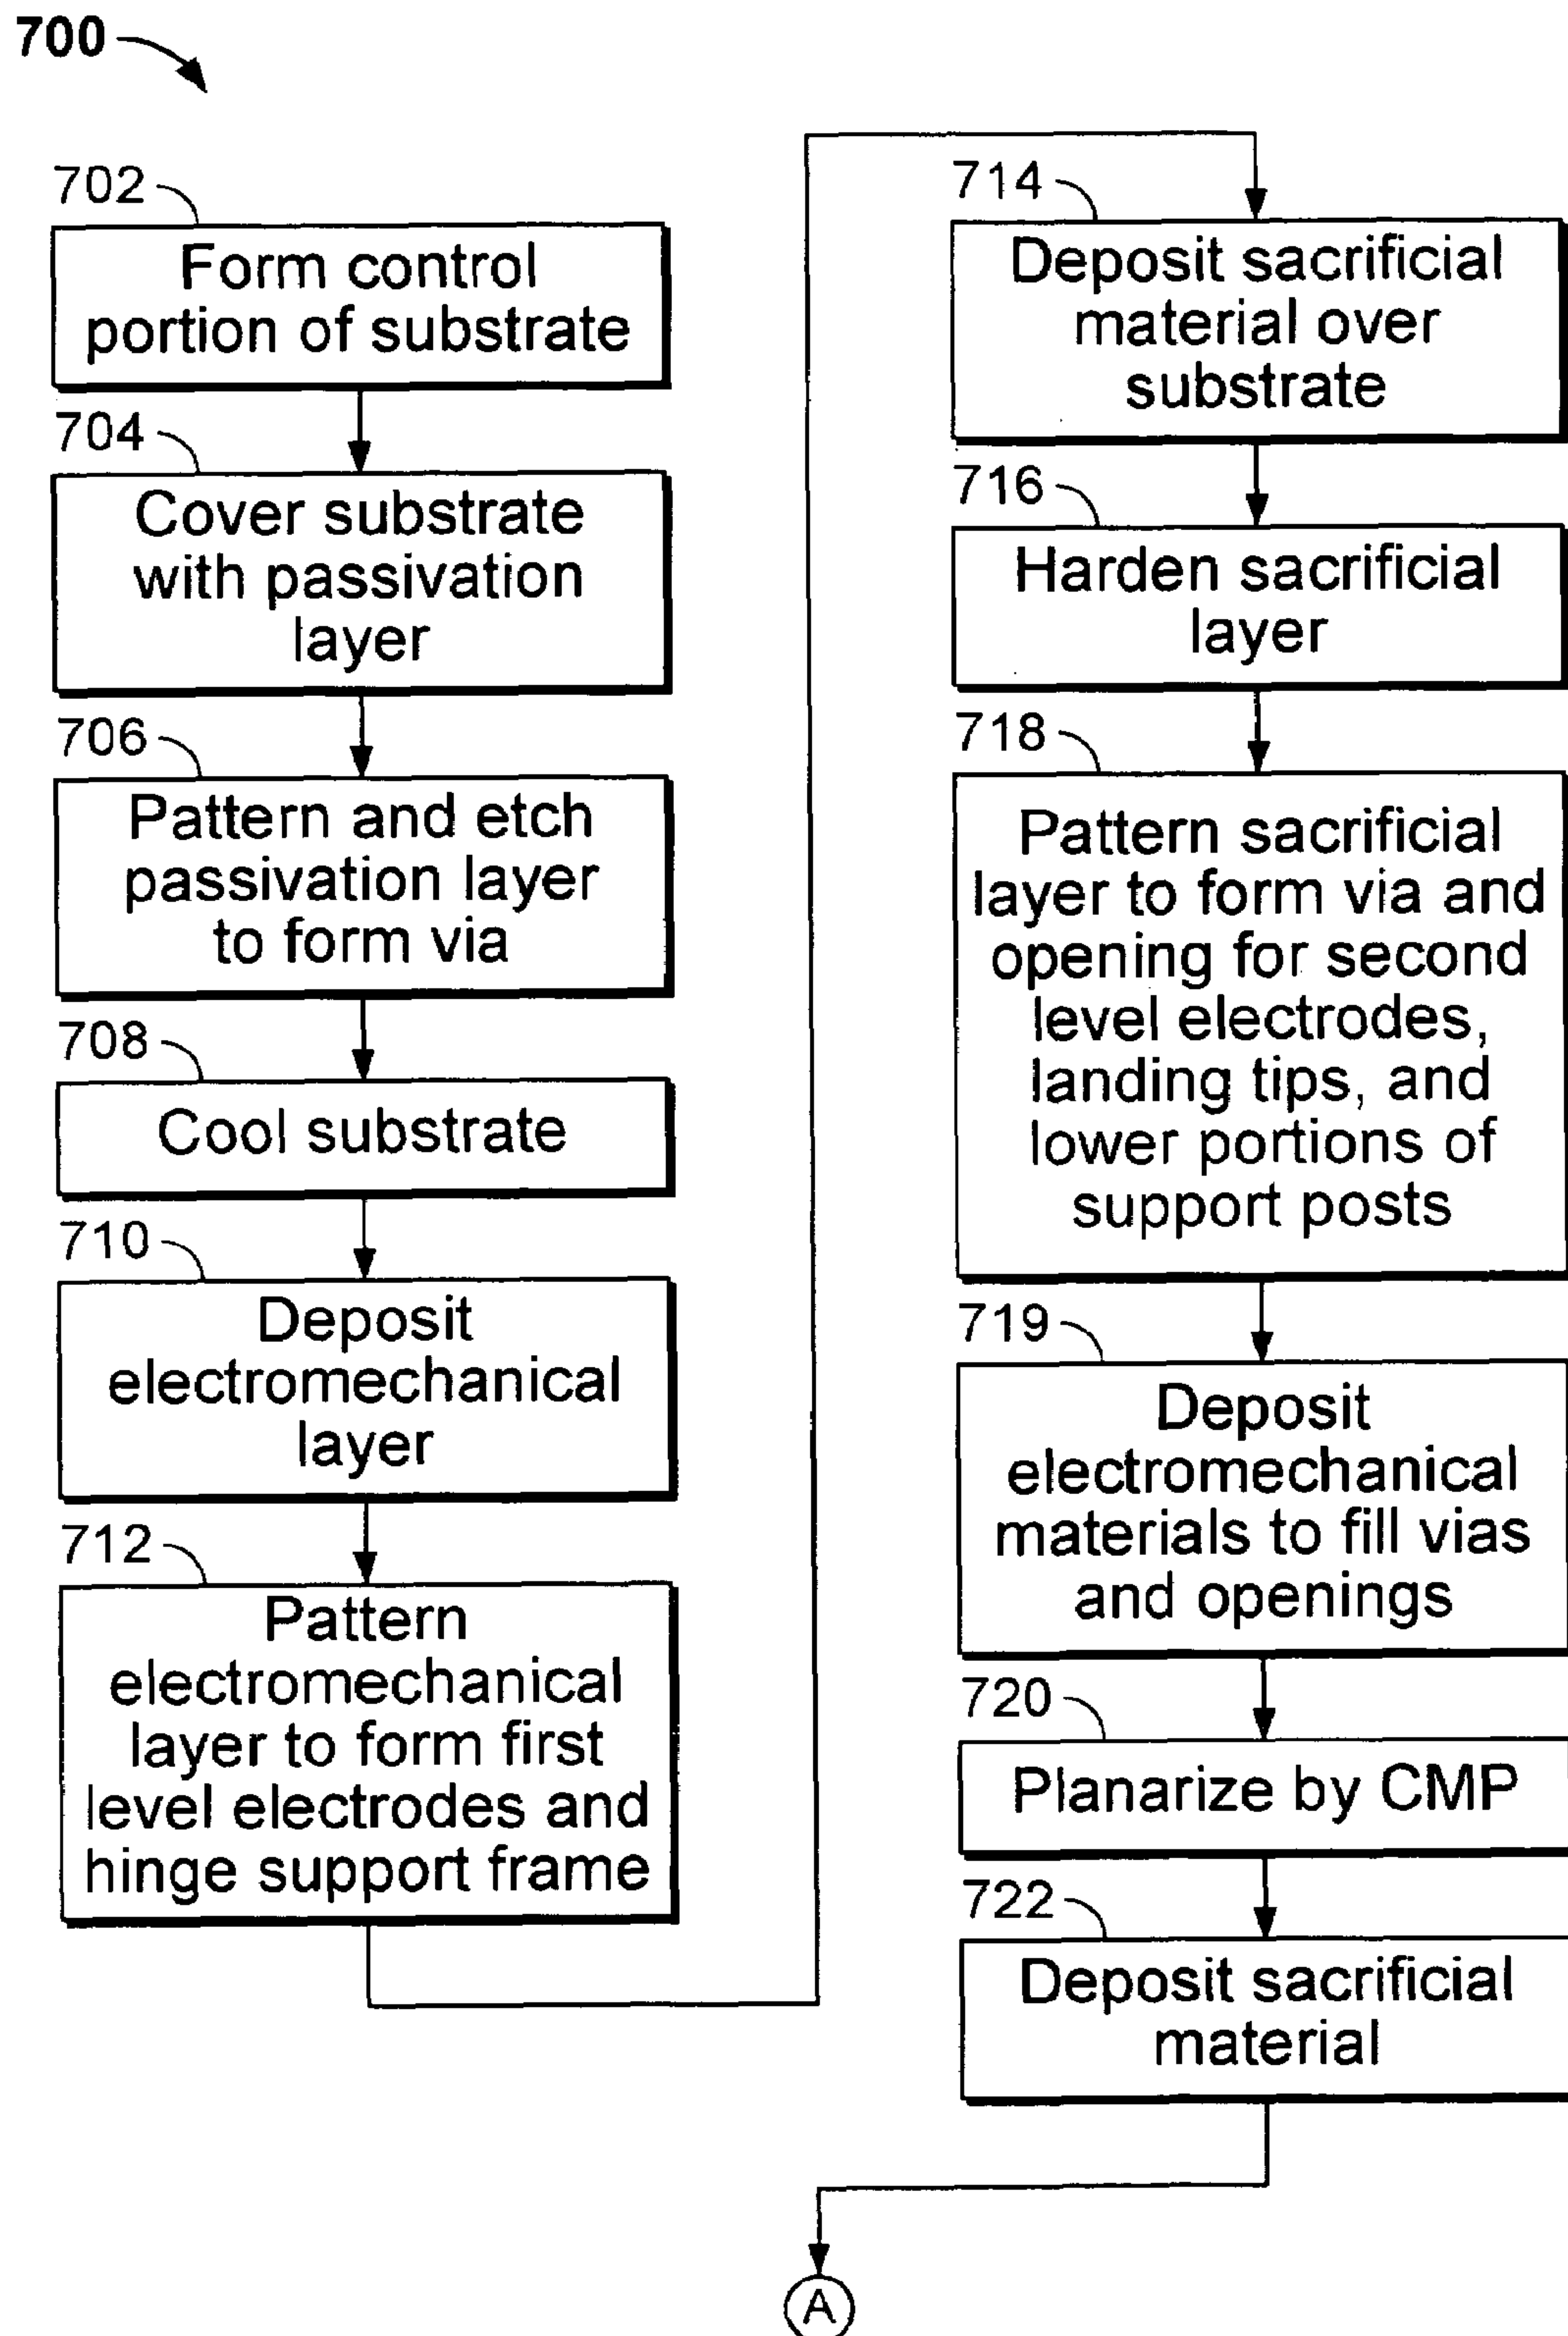 700
702
Form control
portion of substrate
704
Cover substrate
with passivation
layer
706
Pattern and etch
passivation layer
to form via
708
Cool substrate
710
Deposit
electromechanical
layer
712
Pattern
electromechanical
layer to form first
level electrodes and
hinge support frame
714
Deposit sacrificial
material over
substrate
716
Harden sacrificial
layer
718
Pattern sacrificial
layer to form via and
opening for second
level electrodes,
landing tips, and
lower portions of
support posts
719
Deposit
electromechanical
materials to fill vias
and openings
720
Planarize by CMP
722
Deposit sacrificial
material
A